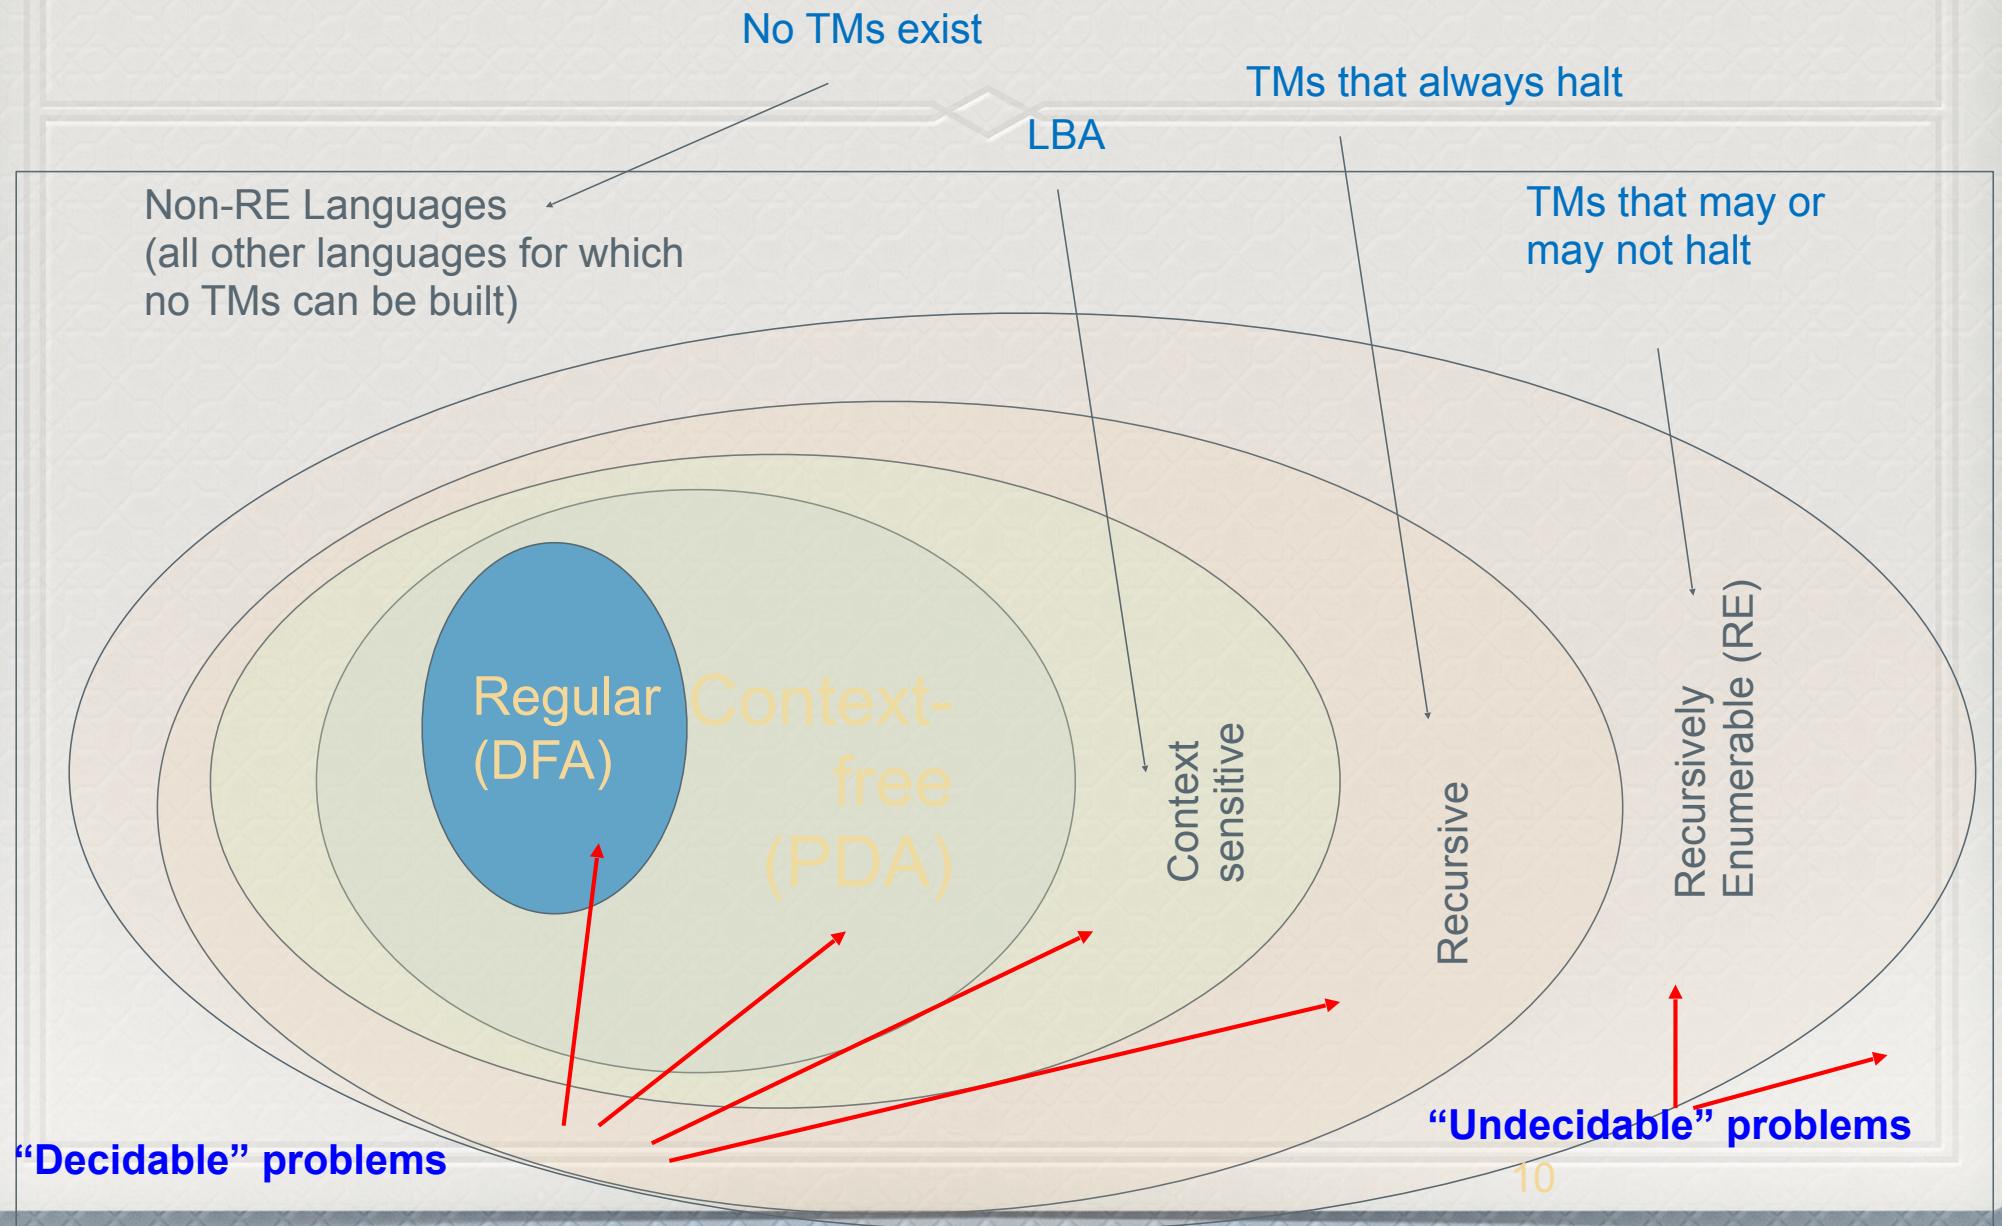 No TMs exist
TMs that always halt
LBA
Non-RE Languages
(all other languages for which
no TMs can be built)
TMs that may or
may not halt
Regular
(DFA)
Context-
free
(PDA)
Context
sensitive
Recursive
Recursively
Enumerable (RE)
“Decidable” problems
“Undecidable” problems
10